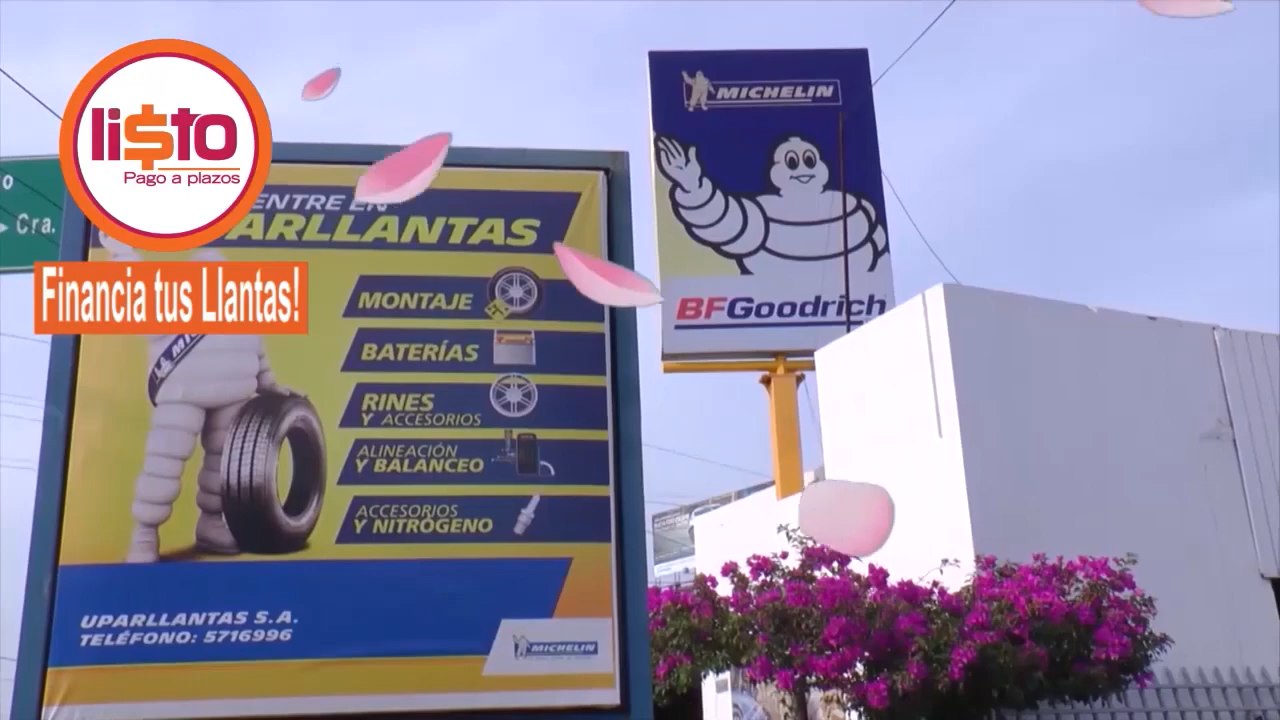 li$to
Pago a plazos
Financia tus Llantas!
Cra.
ENTRE EN
UPARLLANTAS
MONTAJE
BATERÍAS
RINES
Y ACCESORIOS
ALINEACIÓN
Y BALANCEO
ACCESORIOS
Y NITRÓGENO
UPARLLANTAS S.A.
TELÉFONO: 5716996
MICHELIN
MICHELIN
BFGoodrich